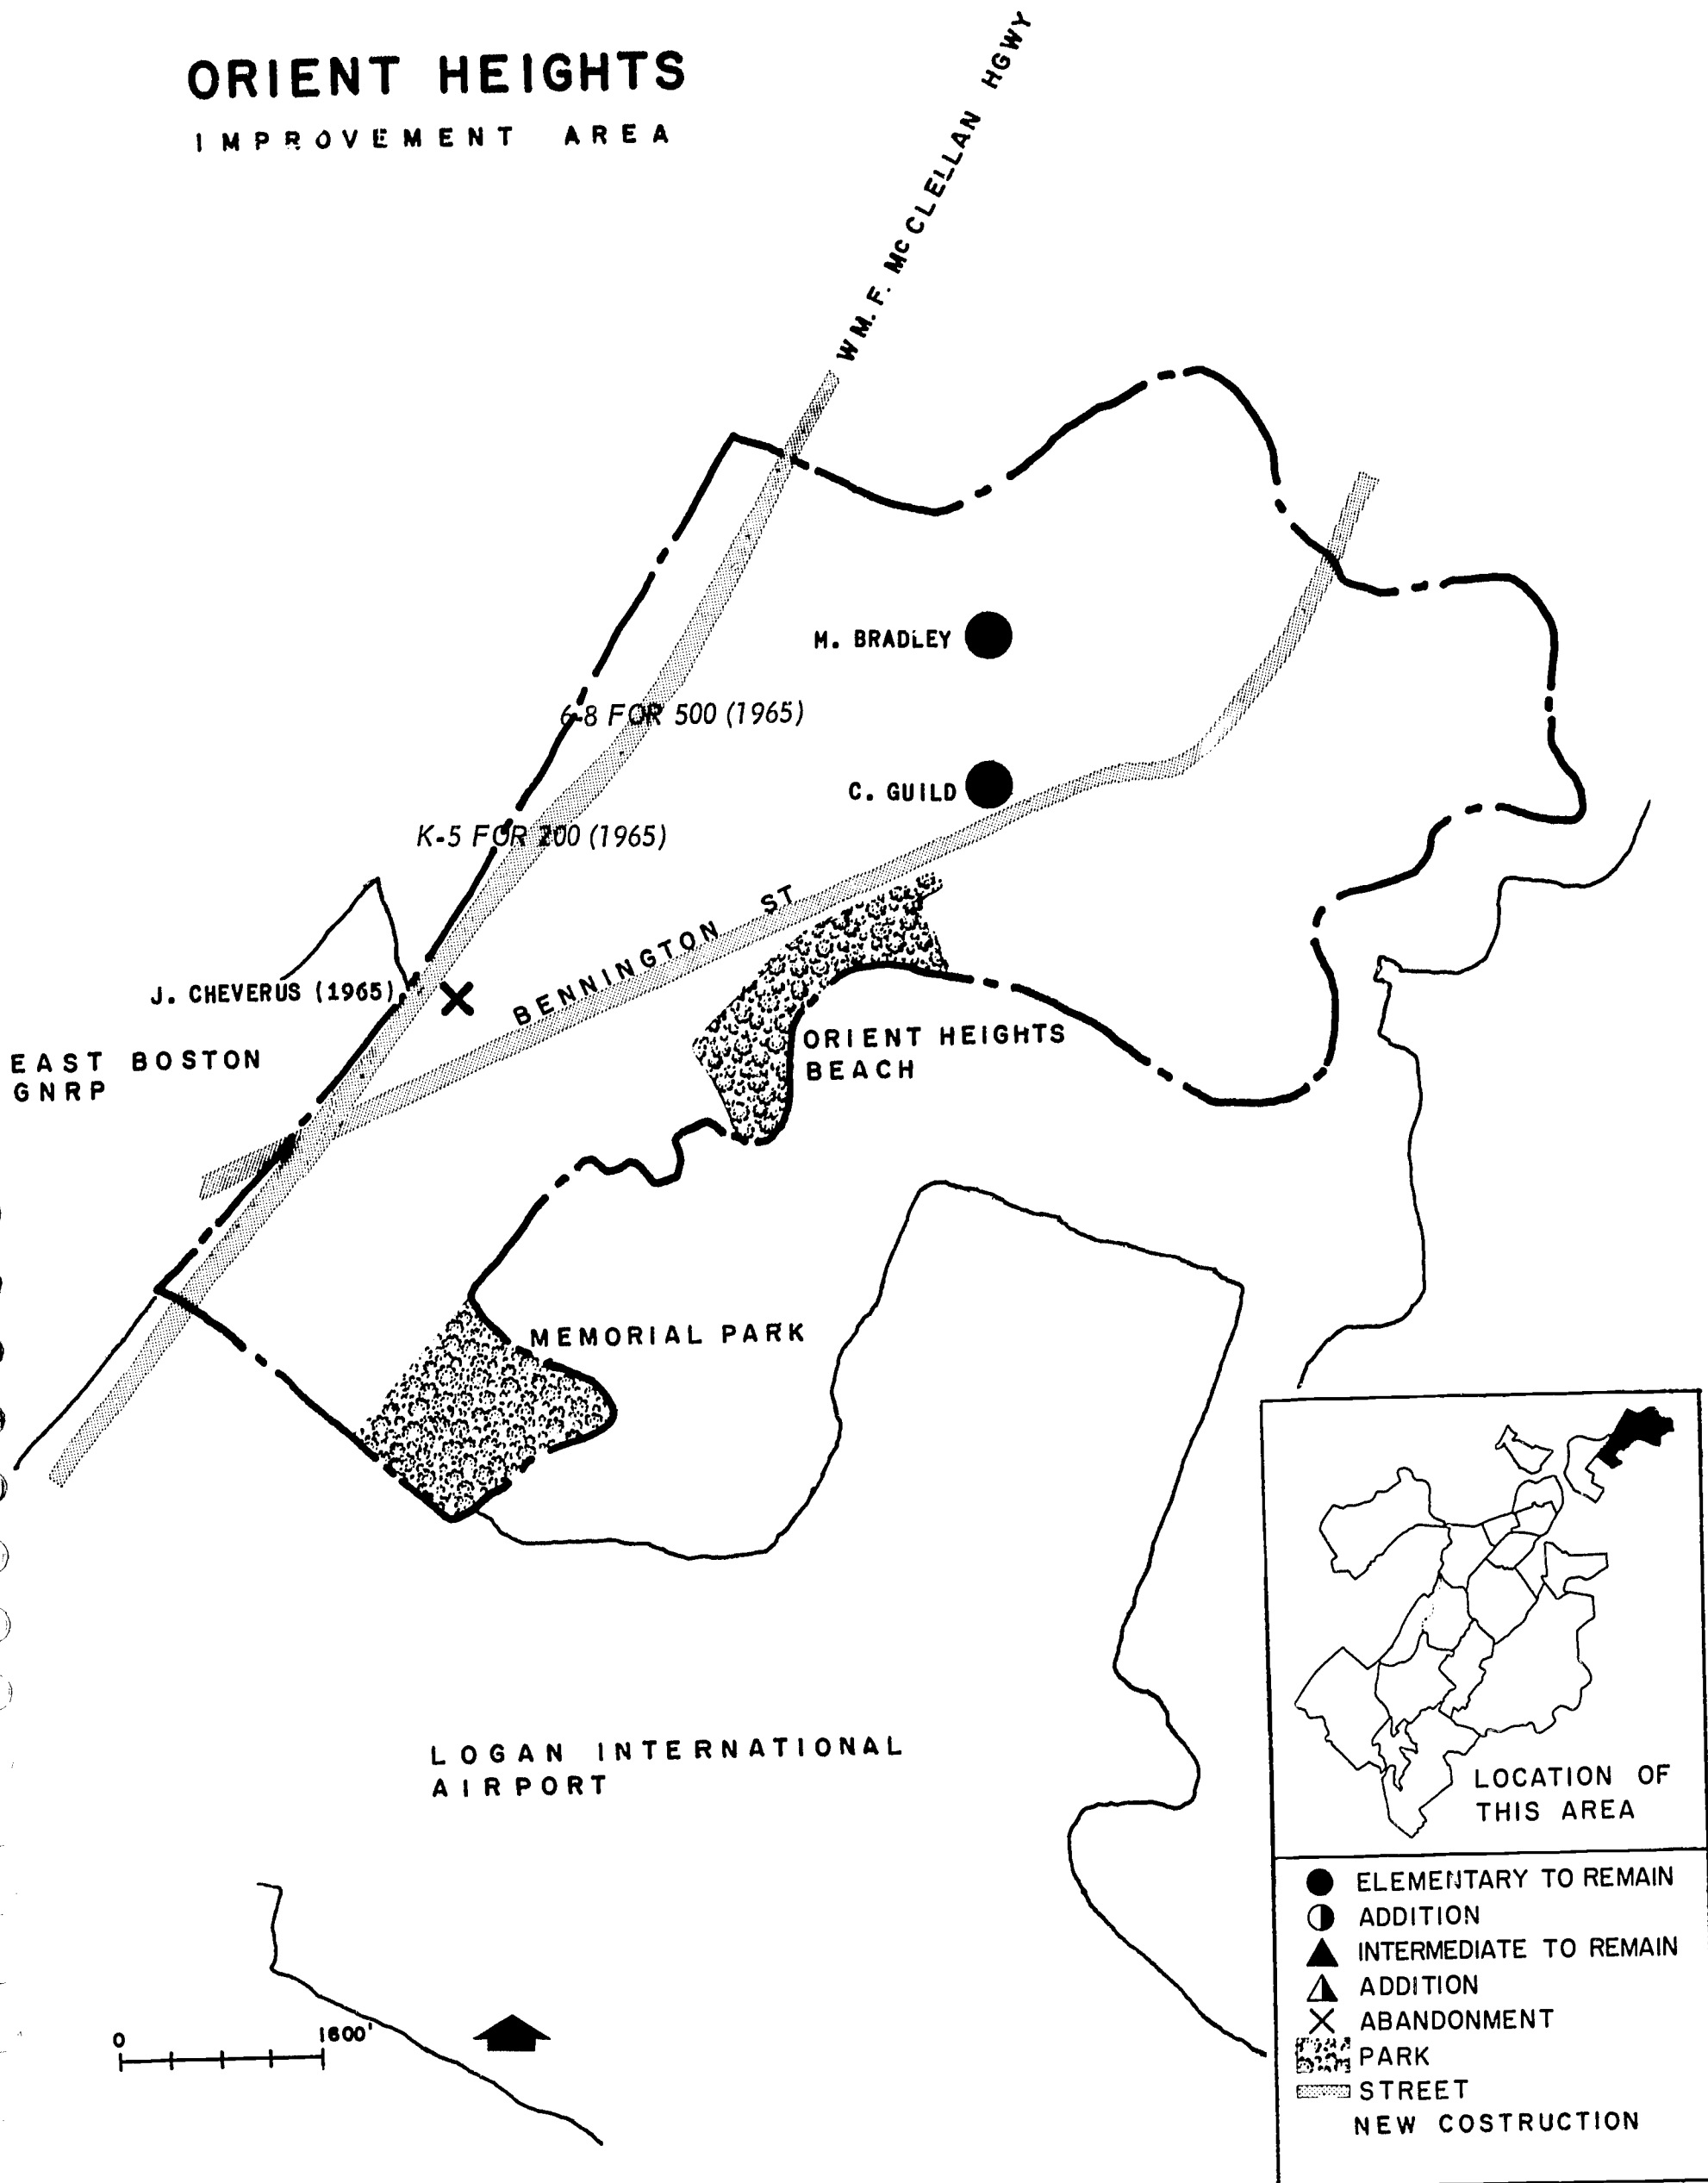 ORIENT HEIGHTS
IMPROVEMENT AREA
WM. F. McCLELLAN HGWY
M. BRADLEY
6-8 FOR 500 (1965)
C. GUILD
K-5 FOR 200 (1965)
BENNINGTON ST
J. CHEVERUS (1965)
ORIENT HEIGHTS
BEACH
EAST BOSTON
GNRP
MEMORIAL PARK
LOGAN INTERNATIONAL
AIRPORT
LOCATION OF
THIS AREA
ELEMENTARY TO REMAIN
ADDITION
INTERMEDIATE TO REMAIN
ADDITION
ABANDONMENT
PARK
STREET
NEW COSTRUCTION
0 1600'